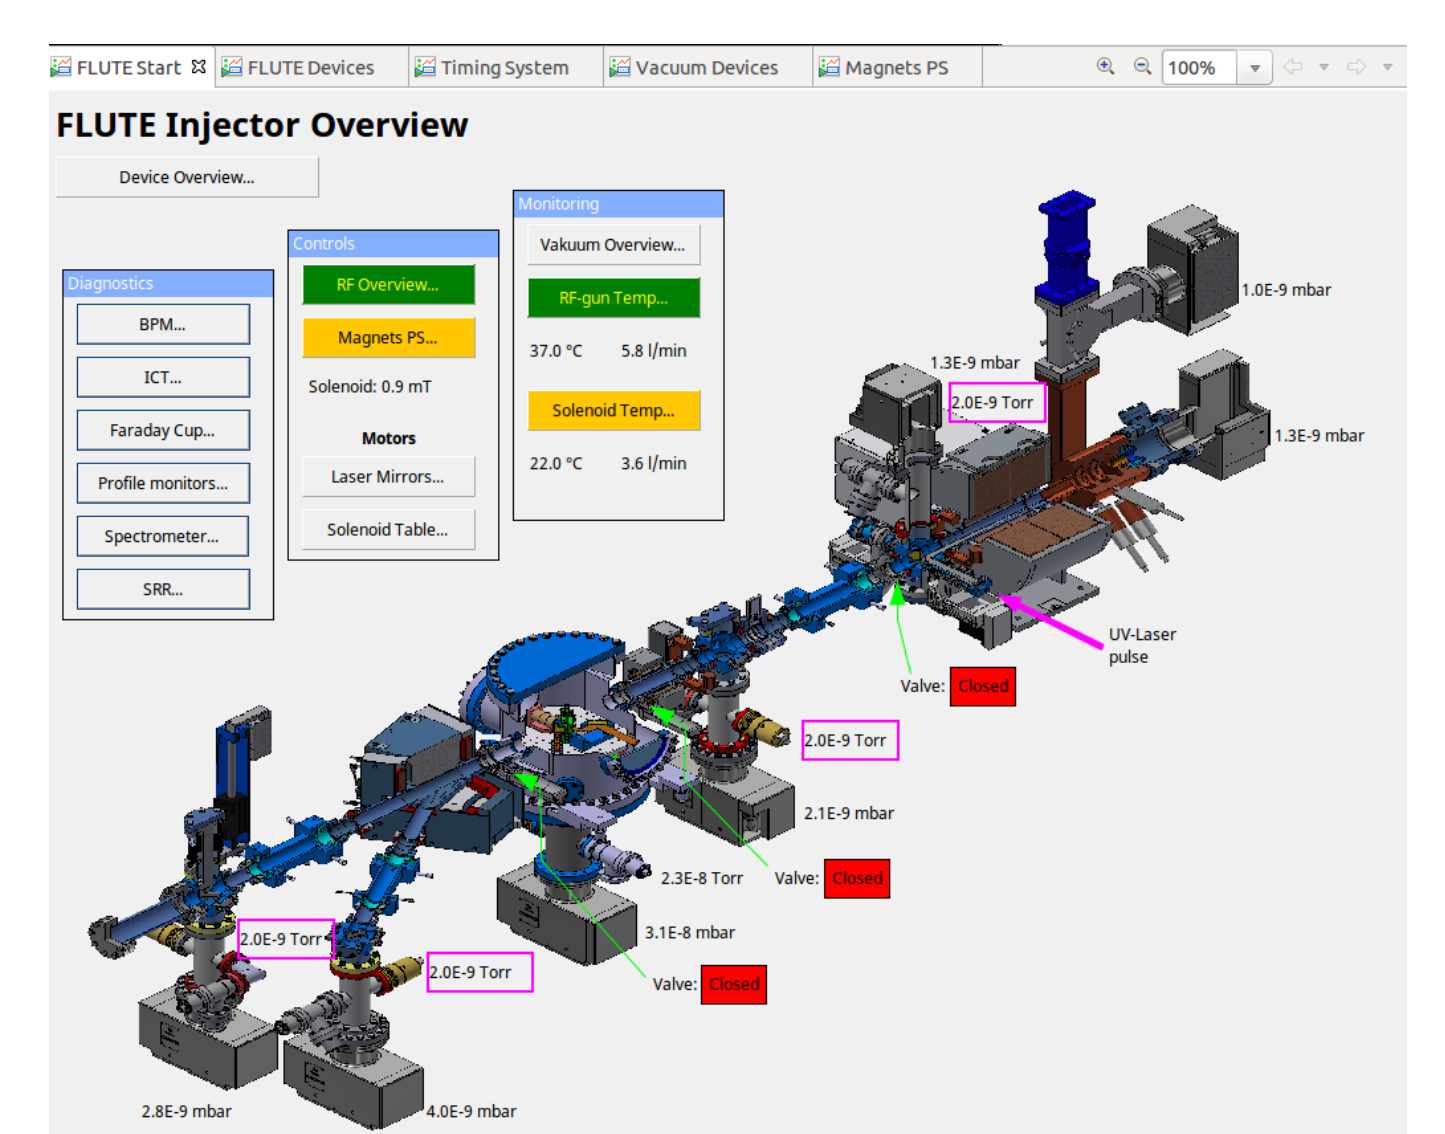 FLUTE Start
FLUTE Devices
Timing System
Vacuum Devices
Magnets PS
100%
FLUTE Injector Overview
Device Overview...
Diagnostics
BPM...
ICT...
Faraday Cup...
Profile monitors...
Spectrometer...
SRR...
Controls
RF Overview...
Magnets PS...
Solenoid: 0.9 mT
Motors
Laser Mirrors...
Solenoid Table...
Monitoring
Vakuum Overview...
RF-gun Temp...
37.0 °C 5.8 l/min
Solenoid Temp...
22.0 °C 3.6 l/min
1.0E-9 mbar
1.3E-9 mbar
2.0E-9 Torr
1.3E-9 mbar
UV-Laser
pulse
Valve: Closed
2.0E-9 Torr
2.1E-9 mbar
2.3E-8 Torr
Valve: Closed
3.1E-8 mbar
2.0E-9 Torr
2.0E-9 Torr
Valve: Closed
2.8E-9 mbar
4.0E-9 mbar